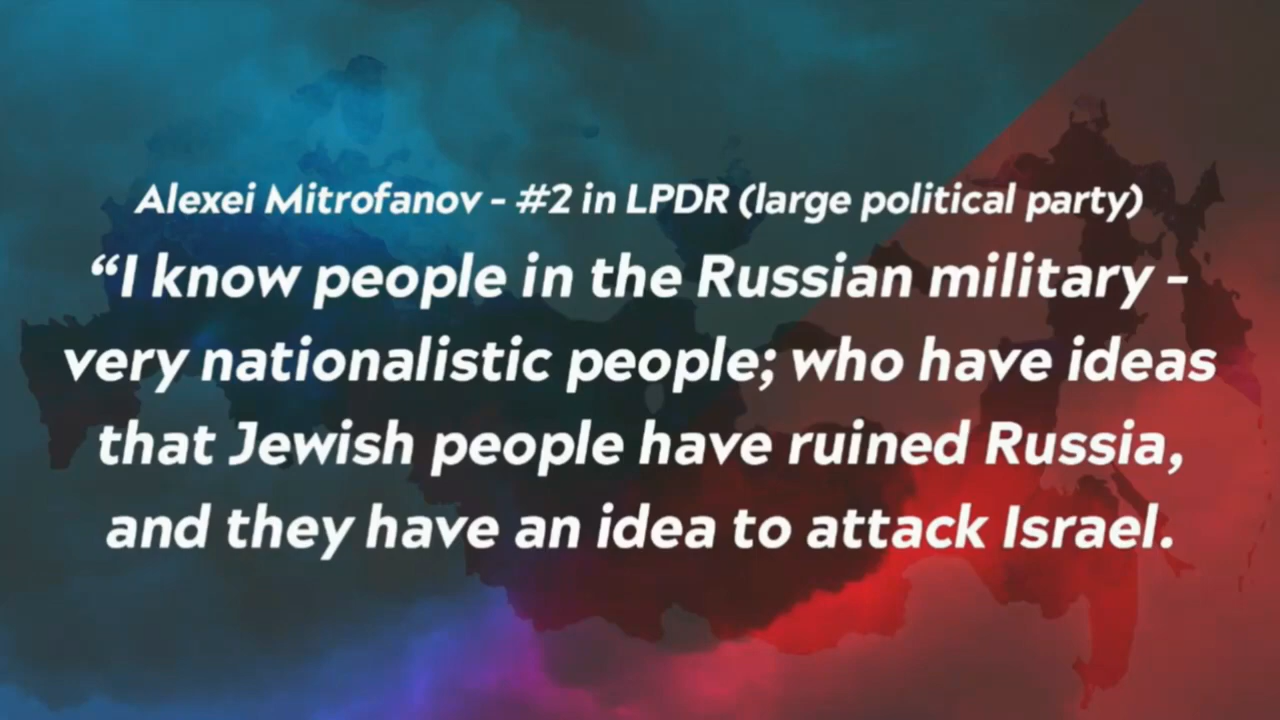 Alexei Mitrofanov - #2 in LPDR (large political party)
“I know people in the Russian military -
very nationalistic people; who have ideas
that Jewish people have ruined Russia,
and they have an idea to attack Israel.